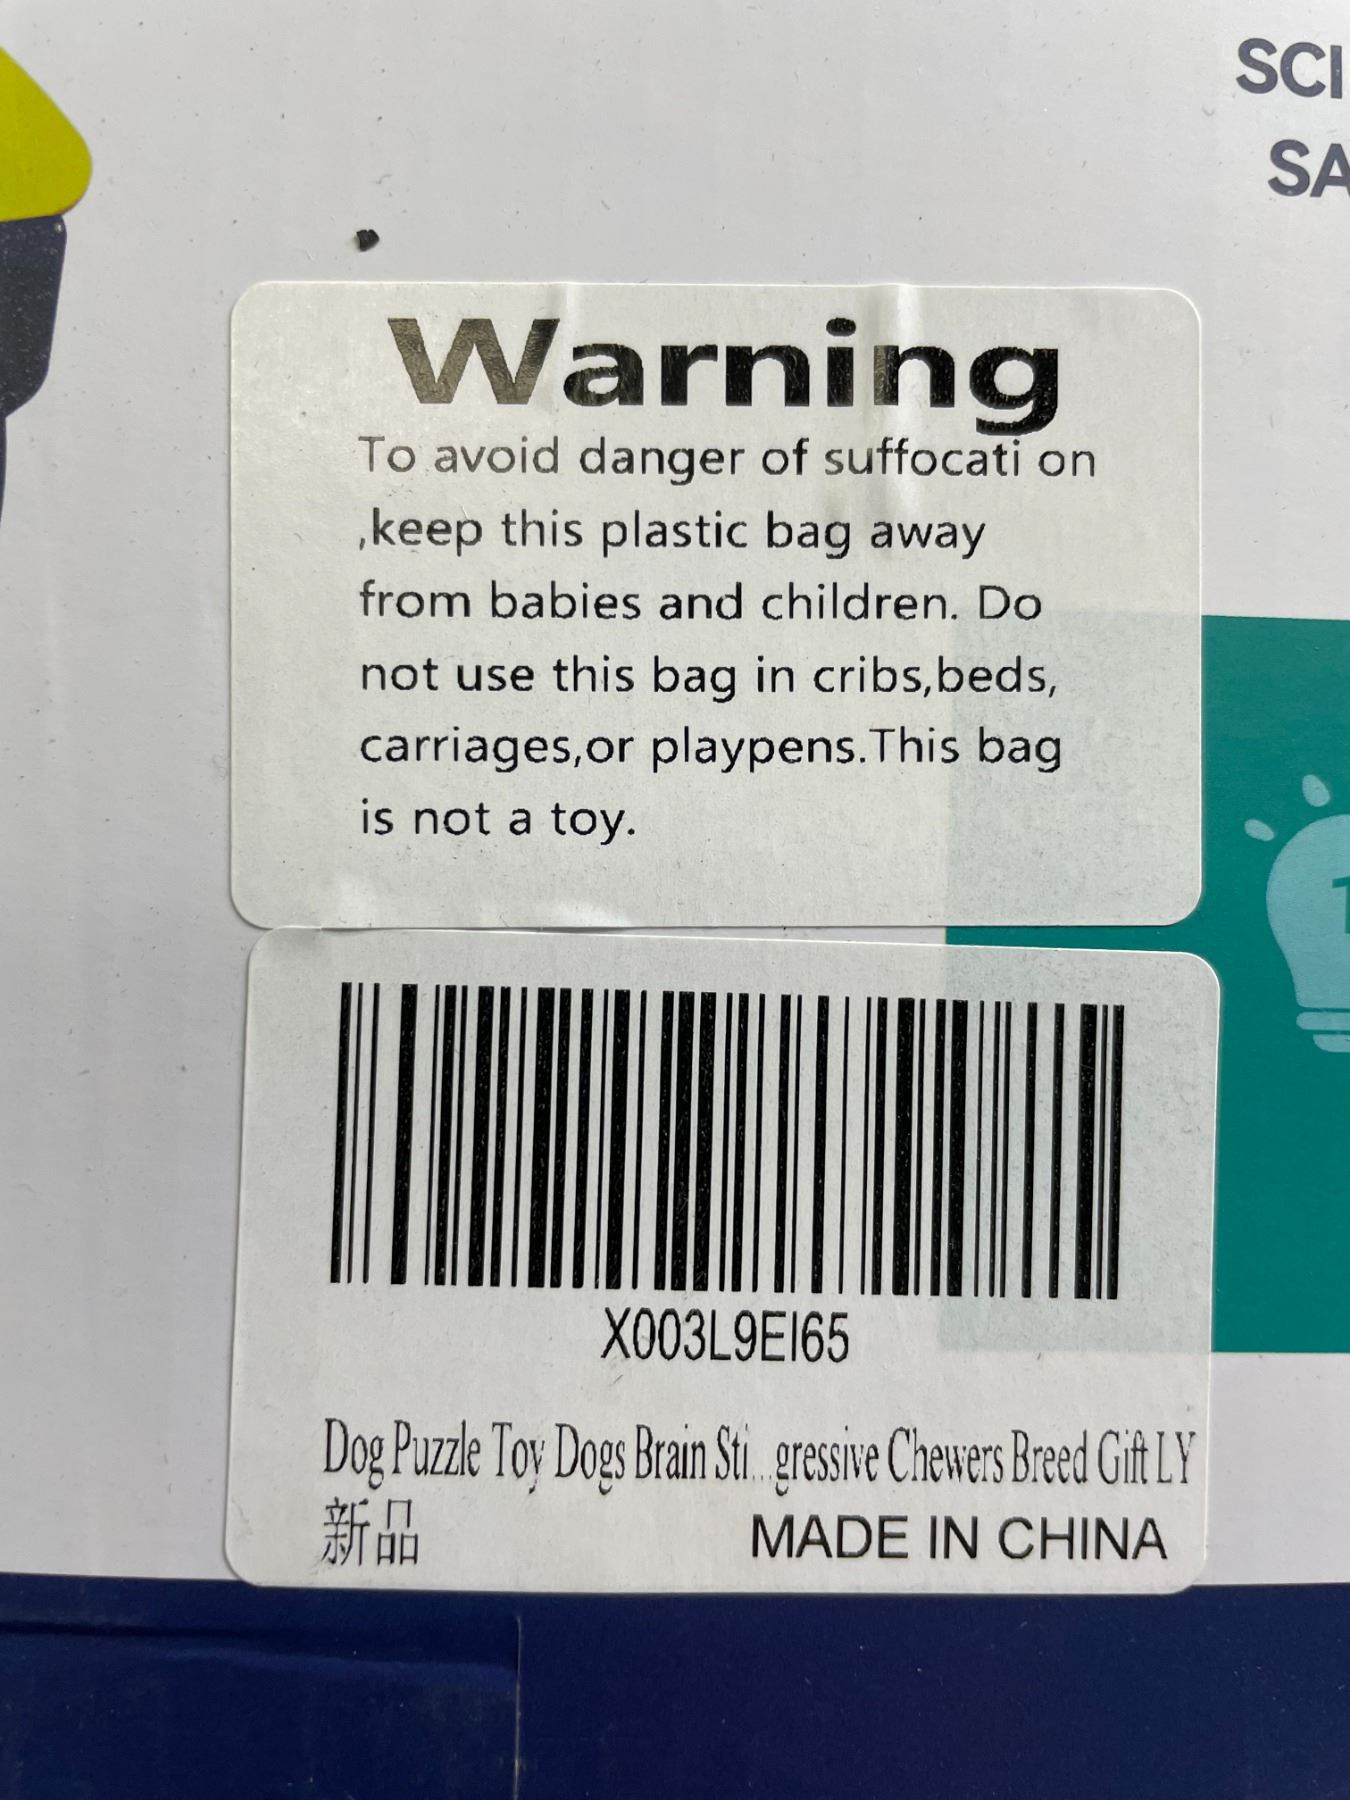 SCI
SA
Warning
To avoid danger of suffocati on
,keep this plastic bag away
from babies and children. Do
not use this bag in cribs,beds,
carriages,or playpens.This bag
is not a toy.
X003L9EI65
Dog Puzzle Toy Dogs Brain Sti...gressive Chewers Breed Gift LY
新品
MADE IN CHINA